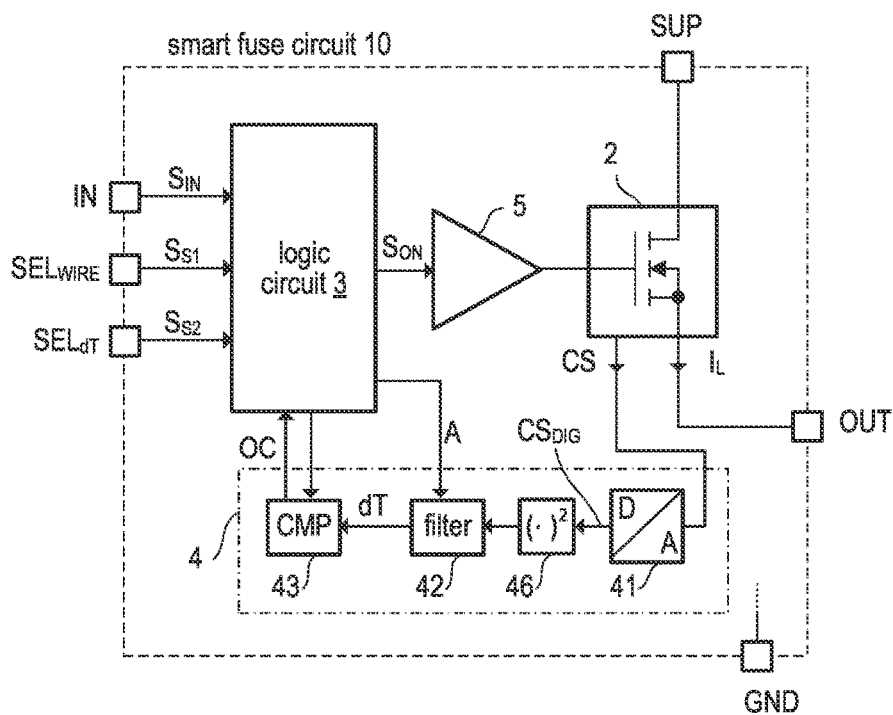 smart fuse circuit 10
SUP
2
IN
S_IN
5
SEL_WIRE
S_S1
logic
circuit 3
S_ON
SEL_dT
S_S2
CS
I_L
OUT
OC
A
CS_DIG
4
CMP
dT
filter
(·)²
D
A
43
42
46
41
GND